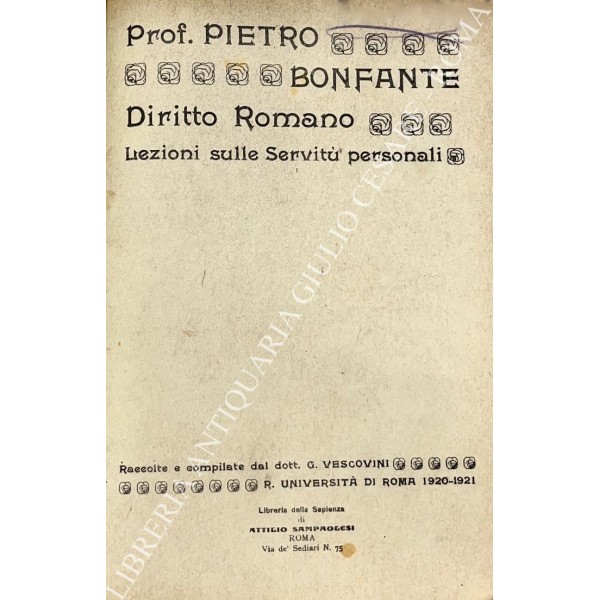 Prof. PIETRO
BONFANTE
Diritto Romano
Lezioni sulle Servitù personali
Raccolte e compilate dal dott. G. VESCOVINI
R. UNIVERSITÀ DI ROMA 1920-1921
Libreria della Sapienza
di
ATTILIO SAMPAOLESI
ROMA
Via de' Sediari N. 75
LIBRERIA ANTIQUARIA GIULIO CESARE - ROMA